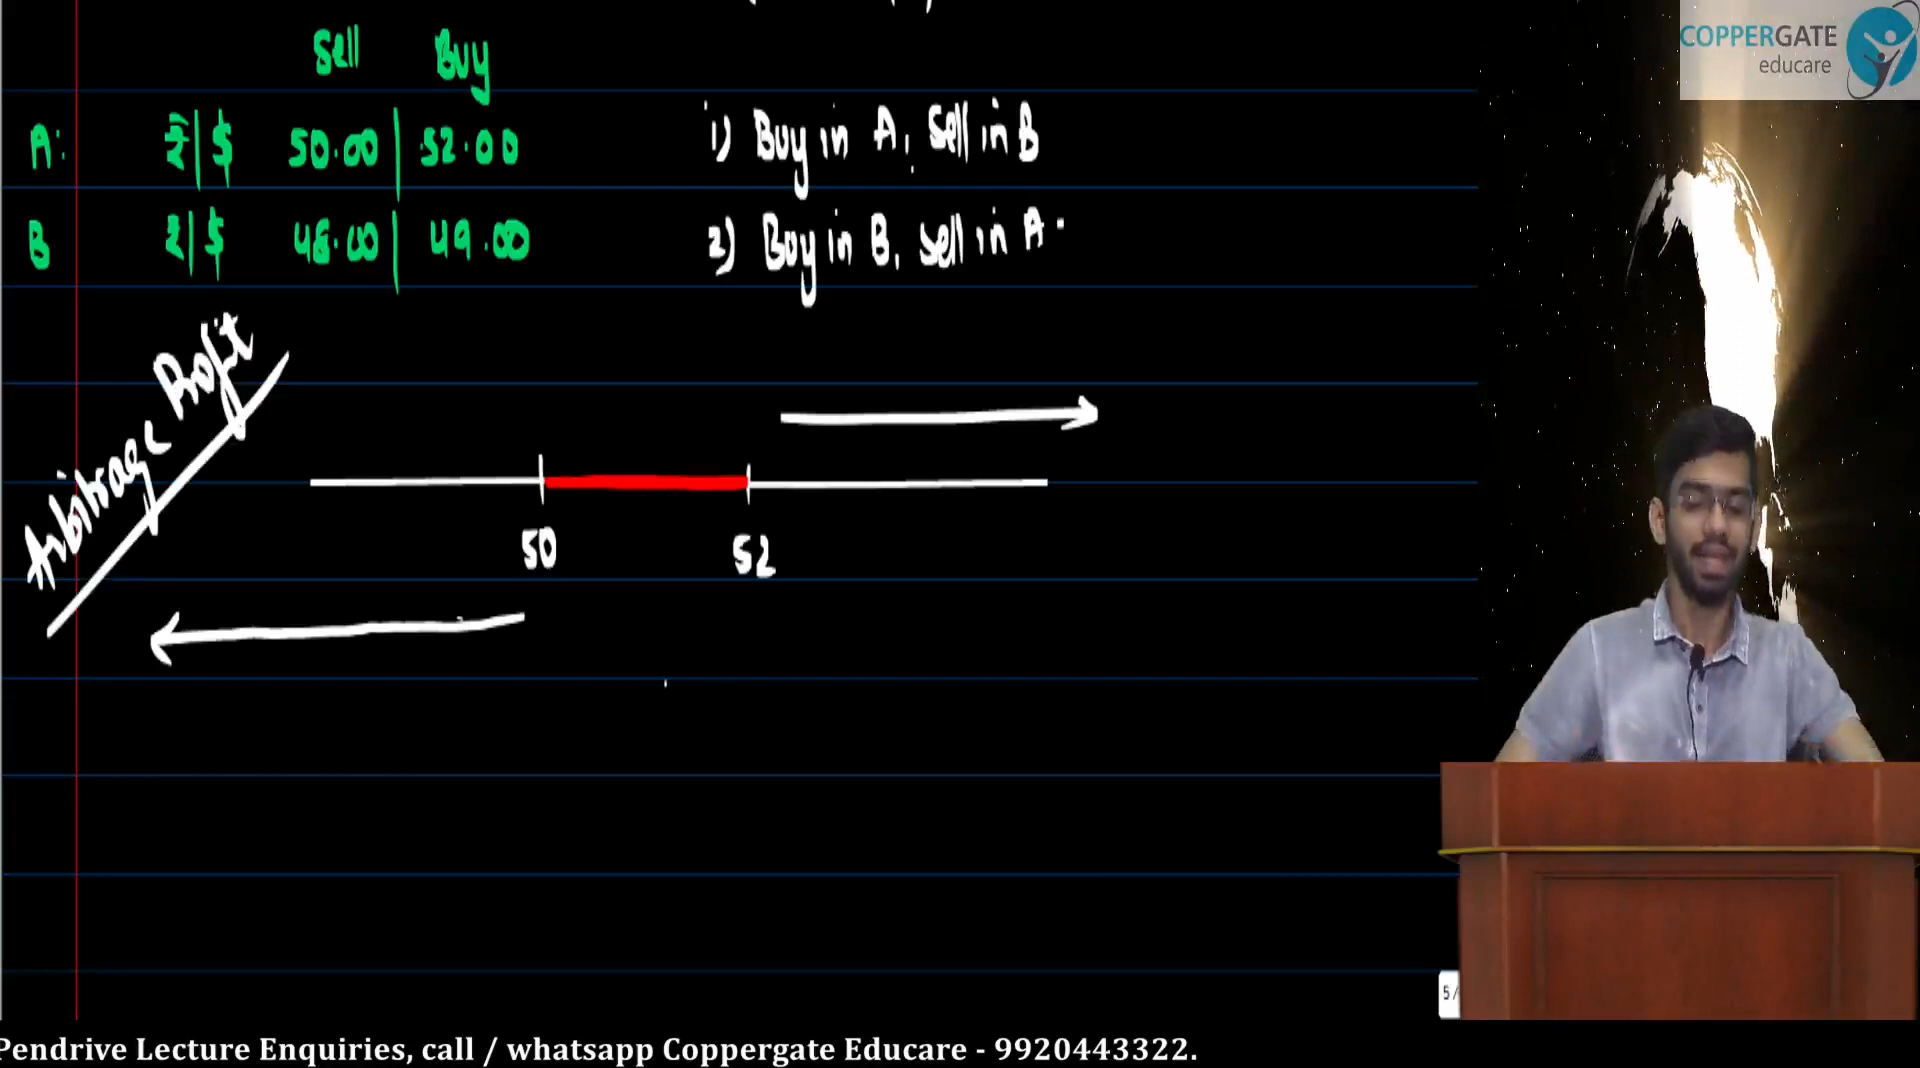 COPPERGATE
educare
Sell Buy
A: ₹|$ 50.00 | 52.00
B ₹|$ 48.00 | 49.00
1) Buy in A, Sell in B
2) Buy in B, Sell in A.
Arbitrage Profit
50 52
5/
Pendrive Lecture Enquiries, call / whatsapp Coppergate Educare - 9920443322.